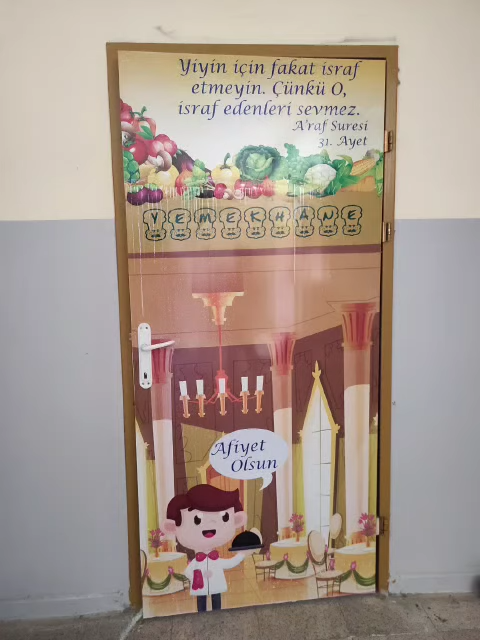 Yiyin için fakat israf
etmeyin. Çünkü O,
israf edenleri sevmez.
A'raf Suresi
31. Ayet
YEMEKHANE
Afiyet
Olsun